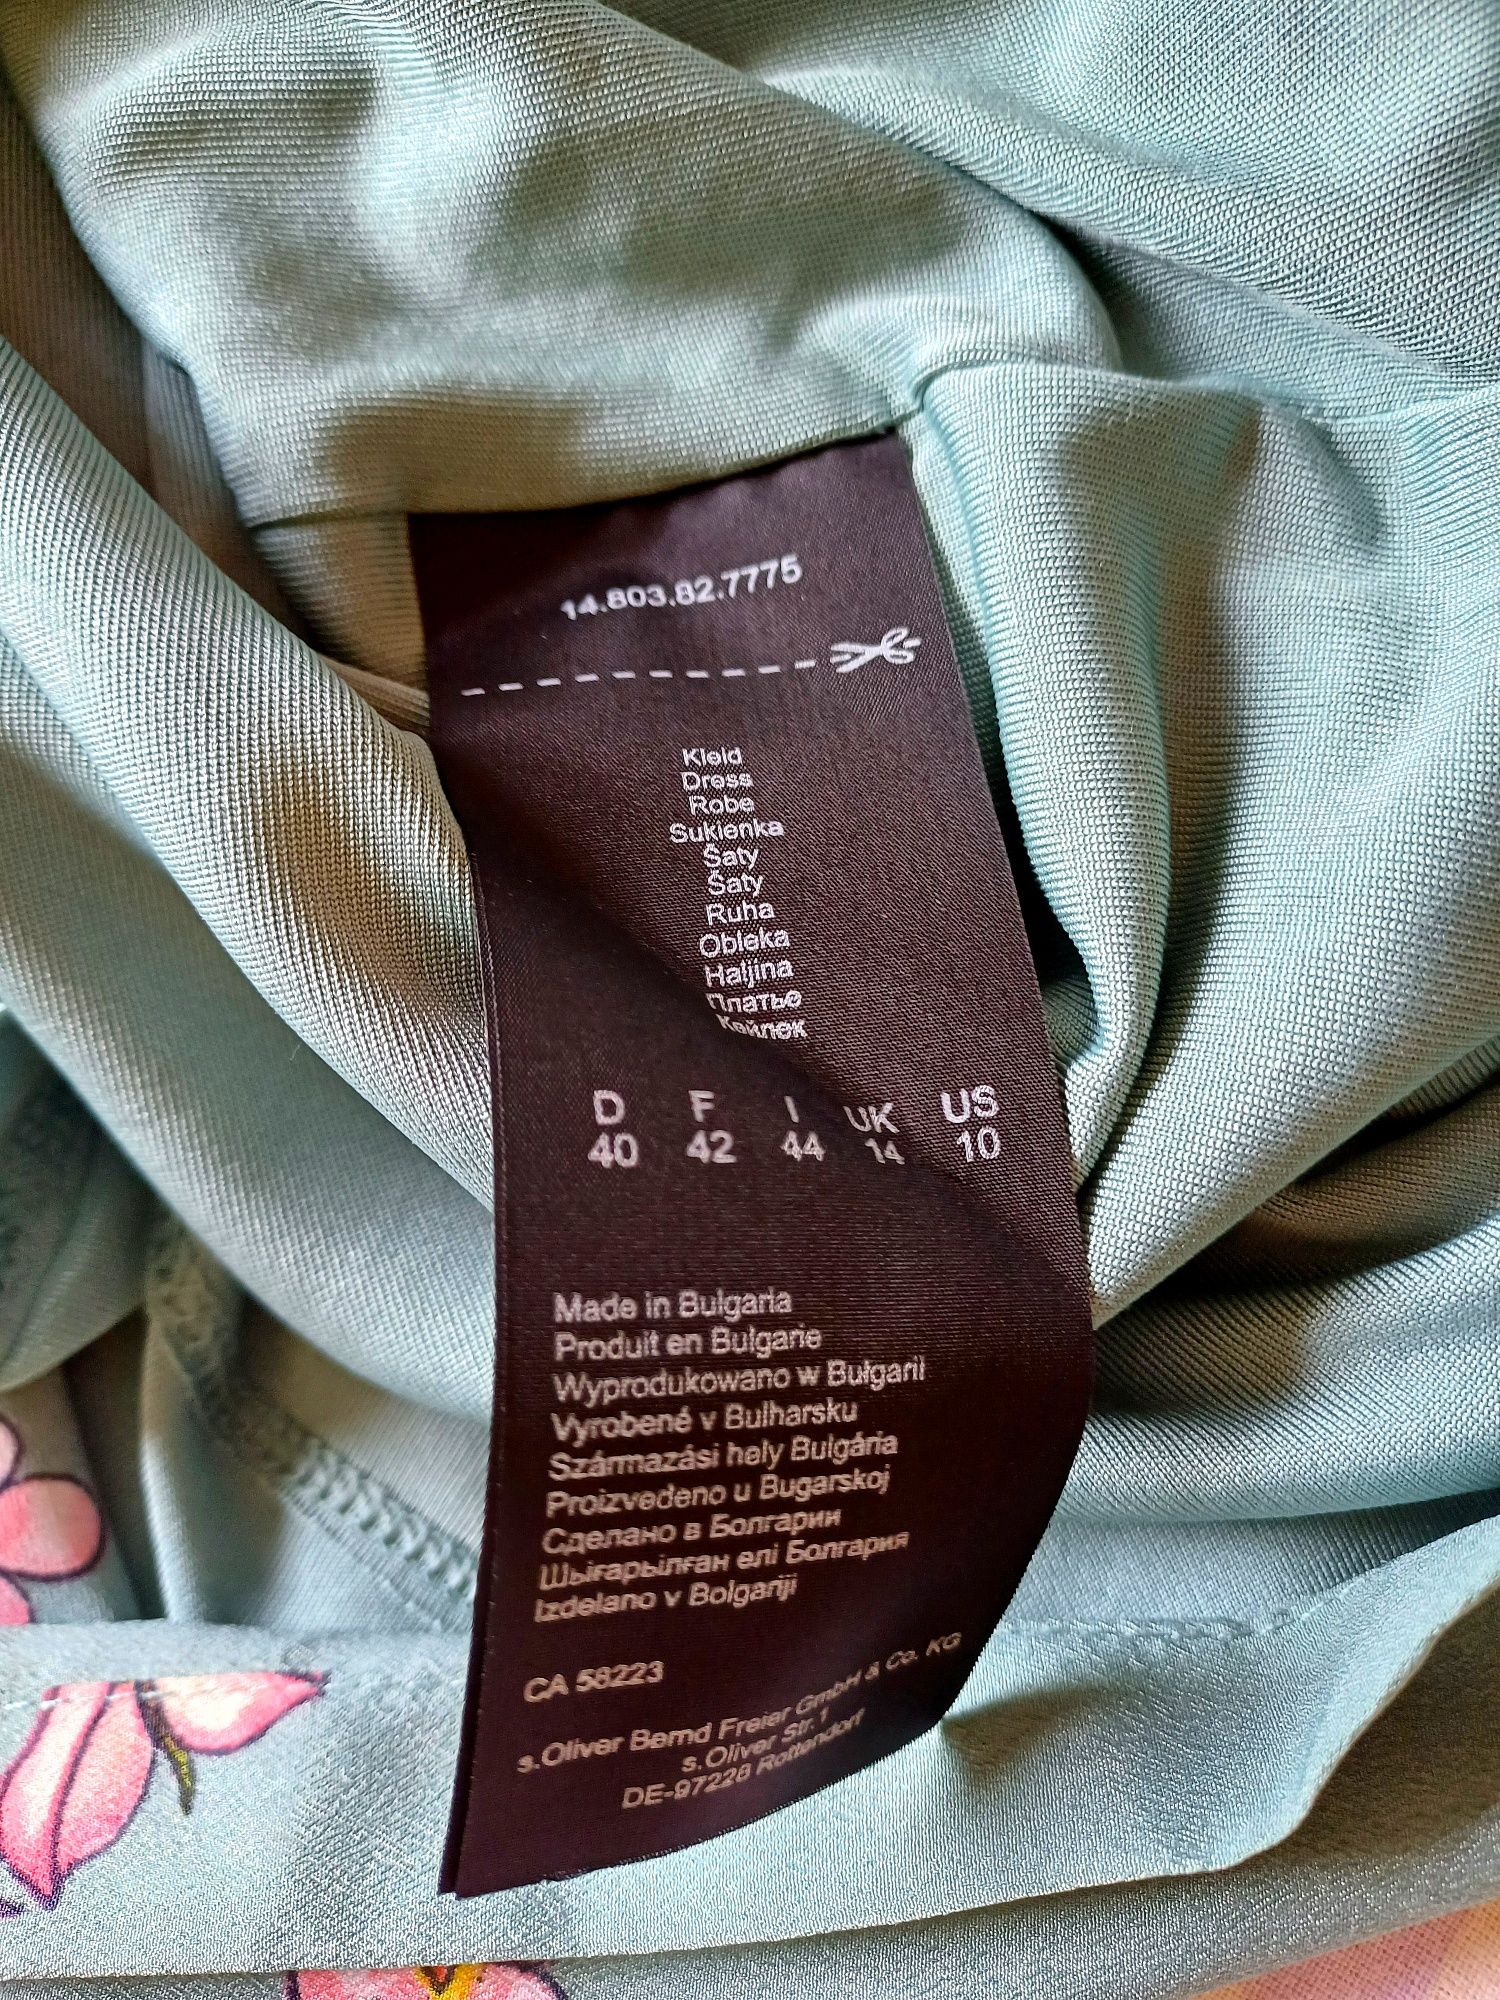 14.803.82.7775
Kleid
Dress
Robe
Sukienka
Šaty
Šaty
Ruha
Obleka
Haljina
Платье
Көйлек
D F I UK US
40 42 44 14 10
Made in Bulgaria
Produit en Bulgarie
Wyprodukowano w Bułgarii
Vyrobené v Bulharsku
Származási hely Bulgária
Proizvedeno u Bugarskoj
Сделано в Болгарии
Шығарылған елі Болгария
Izdelano v Bolgariji
CA 58223
s.Oliver Bernd Freier GmbH & Co. KG
s.Oliver Str.1
DE-97228 Rottendorf